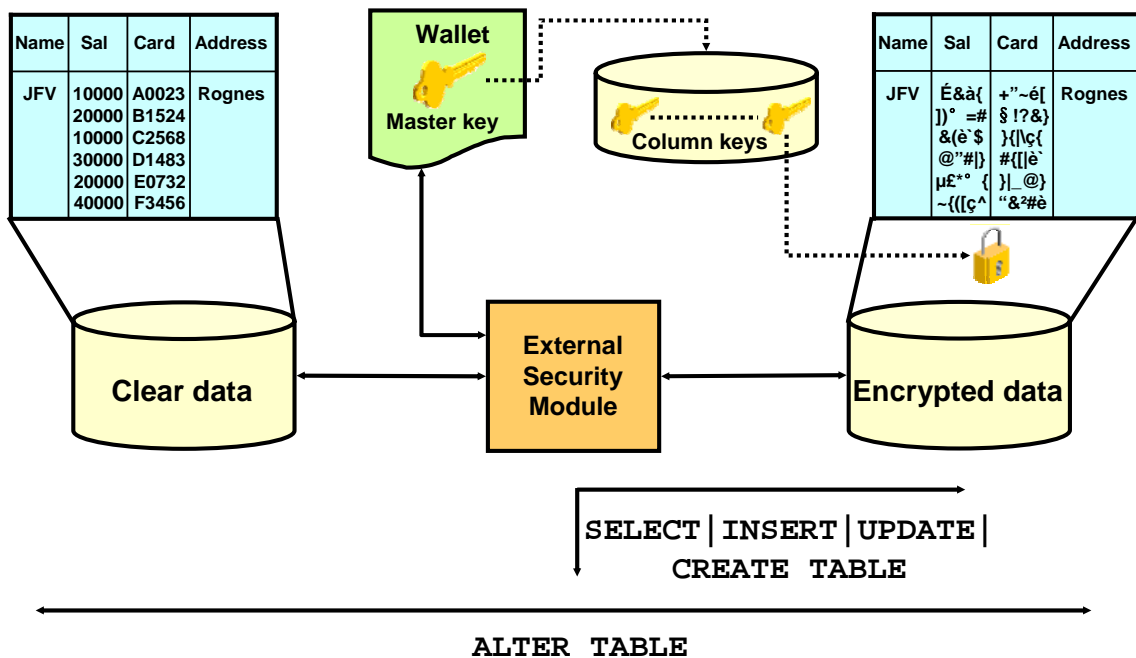 Name Sal Card Address
JFV 10000 A0023 Rognes
20000 B1524
10000 C2568
30000 D1483
20000 E0732
40000 F3456
Wallet
Master key
Column keys
Name Sal Card Address
JFV É&à{ +”~é[ Rognes
])° =# §!?&}
&(è`$ }{|\ç{
@”#|} #{[|è`
µ£*° { }|_@}
~{([ç^ “&²#è
Clear data
External
Security
Module
Encrypted data
SELECT|INSERT|UPDATE|
CREATE TABLE
ALTER TABLE